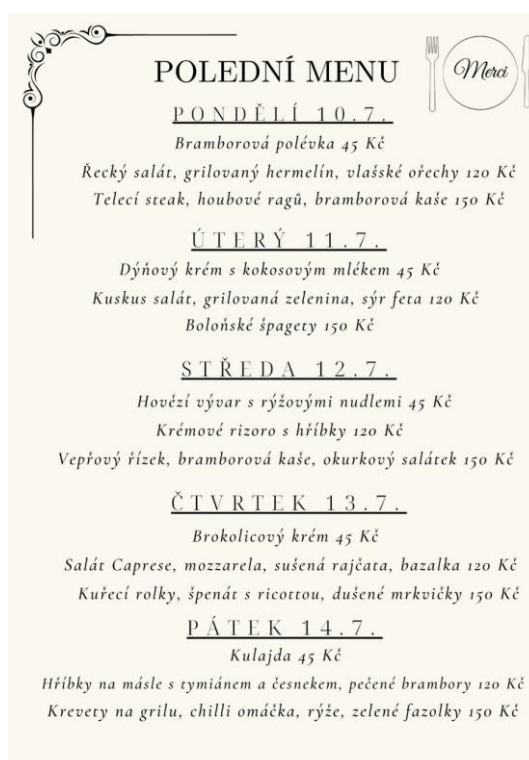 POLEDNÍ MENU
Merci
PONDĚLÍ 10.7.
Bramborová polévka 45 Kč
Řecký salát, grilovaný hermelín, vlašské ořechy 120 Kč
Telecí steak, houbové ragů, bramborová kaše 150 Kč
ÚTERÝ 11.7.
Dýňový krém s kokosovým mlékem 45 Kč
Kuskus salát, grilovaná zelenina, sýr feta 120 Kč
Boloňské špagety 150 Kč
STŘEDA 12.7.
Hovězí vývar s rýžovými nudlemi 45 Kč
Krémové rizoro s hříbky 120 Kč
Vepřový řízek, bramborová kaše, okurkový salátek 150 Kč
ČTVRTEK 13.7.
Brokolicový krém 45 Kč
Salát Caprese, mozzarela, sušená rajčata, bazalka 120 Kč
Kuřecí rolky, špenát s ricottou, dušené mrkvičky 150 Kč
PÁTEK 14.7.
Kulajda 45 Kč
Hříbky na másle s tymiánem a česnekem, pečené brambory 120 Kč
Krevety na grilu, chilli omáčka, rýže, zelené fazolky 150 Kč